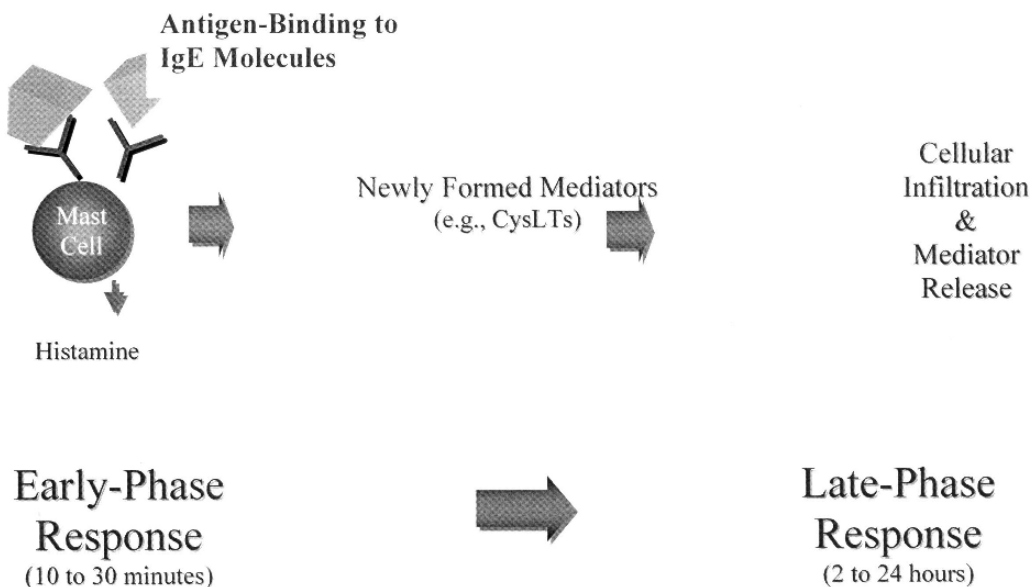 Antigen-Binding to
IgE Molecules
Mast
Cell
Histamine
Newly Formed Mediators
(e.g., CysLTs)
Cellular
Infiltration
&
Mediator
Release
Early-Phase
Response
(10 to 30 minutes)
Late-Phase
Response
(2 to 24 hours)